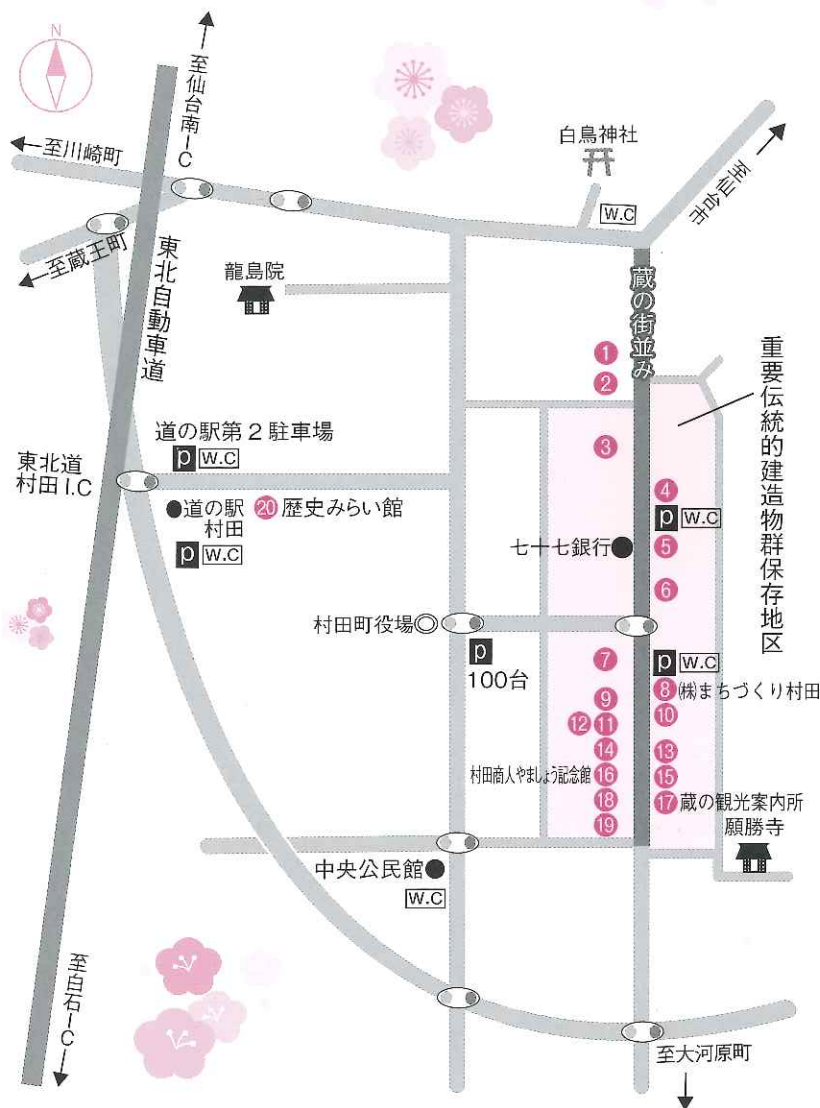 N
至仙台南IC
至川崎町
至蔵王町
東北自動車道
白鳥神社
W.C
至仙台市
龍島院
蔵の街並み
重要伝統的建造物群保存地区
1
2
3
道の駅第2駐車場
P W.C
東北道
村田I.C
●道の駅
村田
P W.C
20 歴史みらい館
4
P W.C
七十七銀行●
5
6
村田町役場◎
P
100台
7
P W.C
8 (株)まちづくり村田
9
10
12 11
14
13
村田商人やましょう記念館 16
15
18
17 蔵の観光案内所
19
願勝寺
中央公民館●
W.C
至白石IC
至大河原町